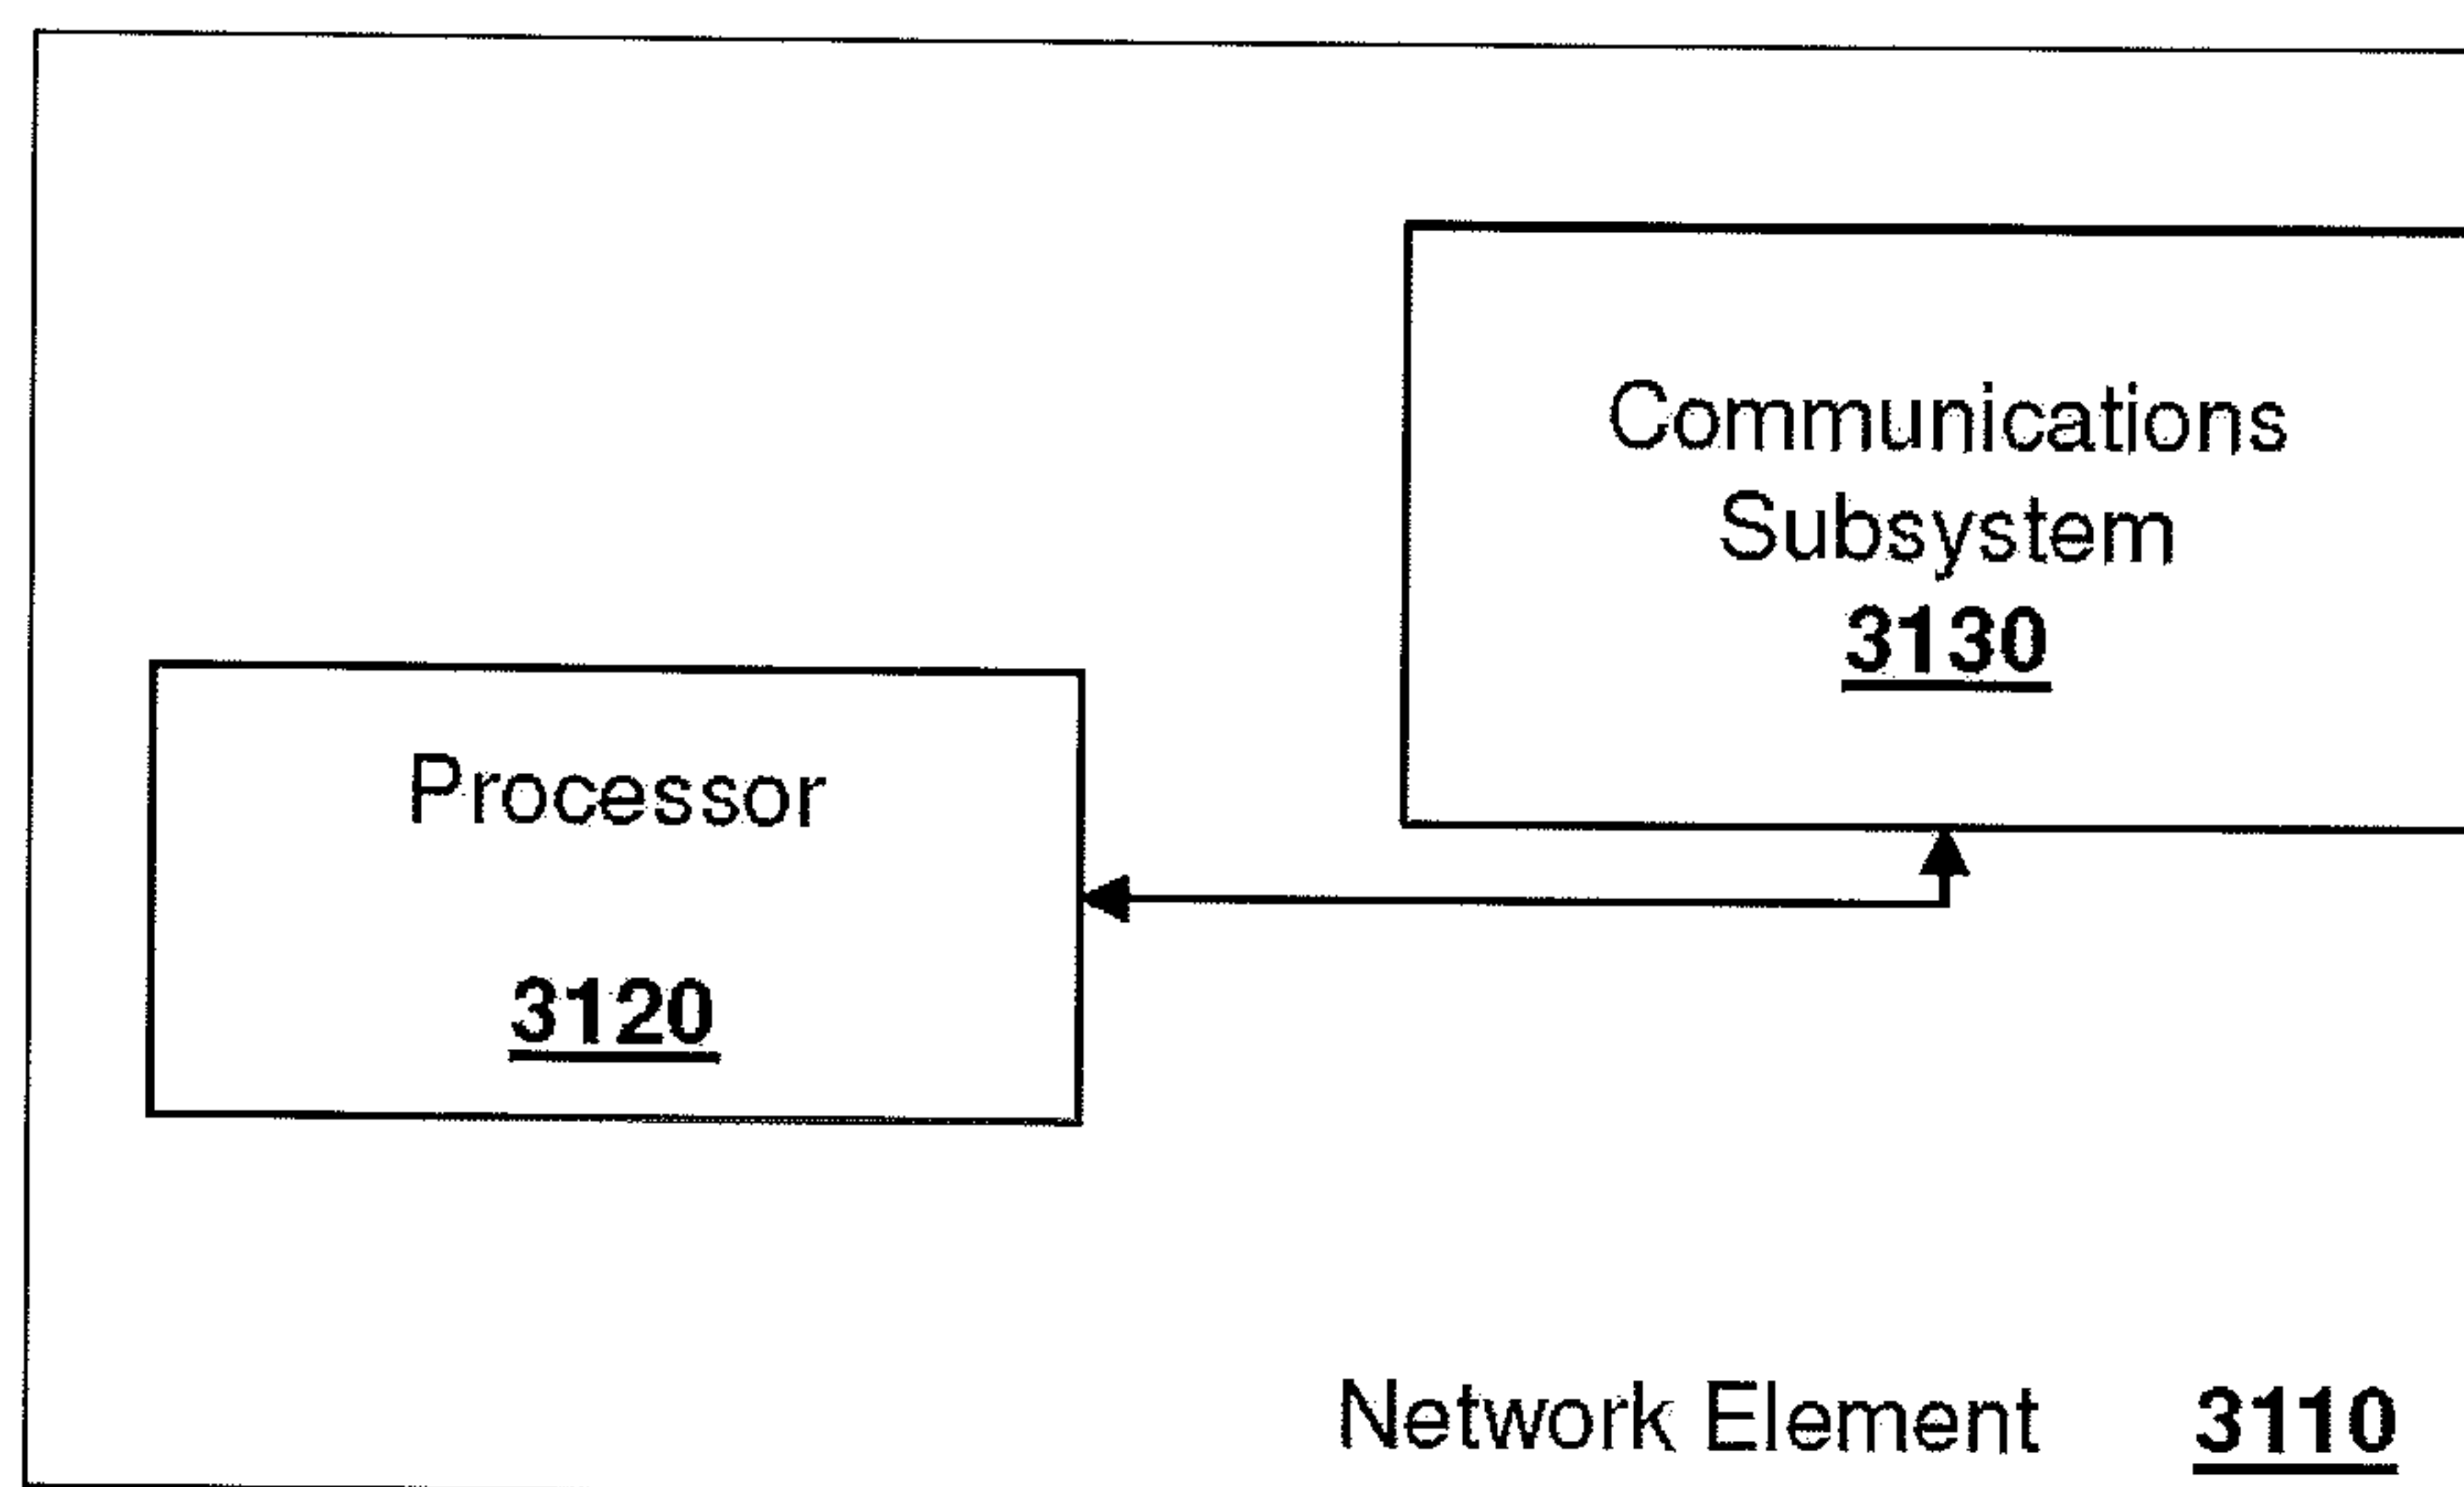 Communications
Subsystem
3130
Processor
3120
Network Element 3110